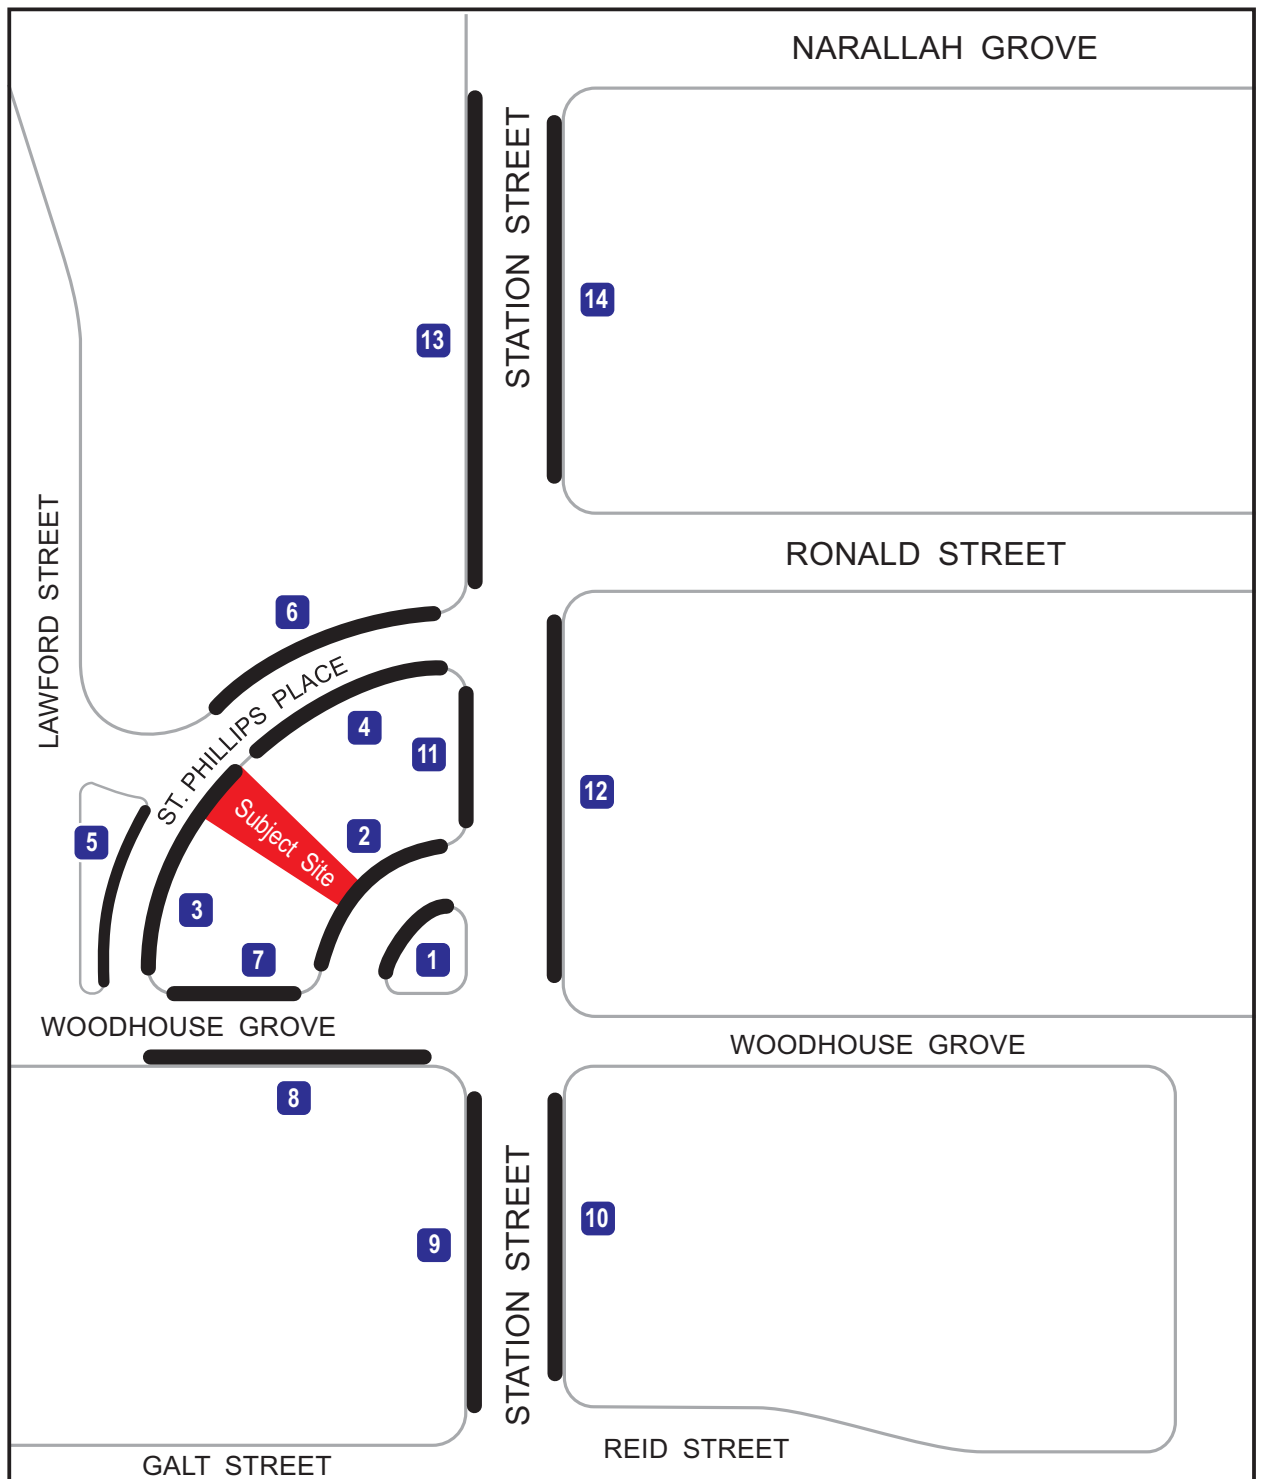 NARALLAH GROVE
STATION STREET
14
13
LAWFORD STREET
RONALD STREET
6
ST. PHILLIPS PLACE
4
11
12
5
2
Subject Site
3
7
1
WOODHOUSE GROVE
WOODHOUSE GROVE
8
9
STATION STREET
10
GALT STREET
REID STREET